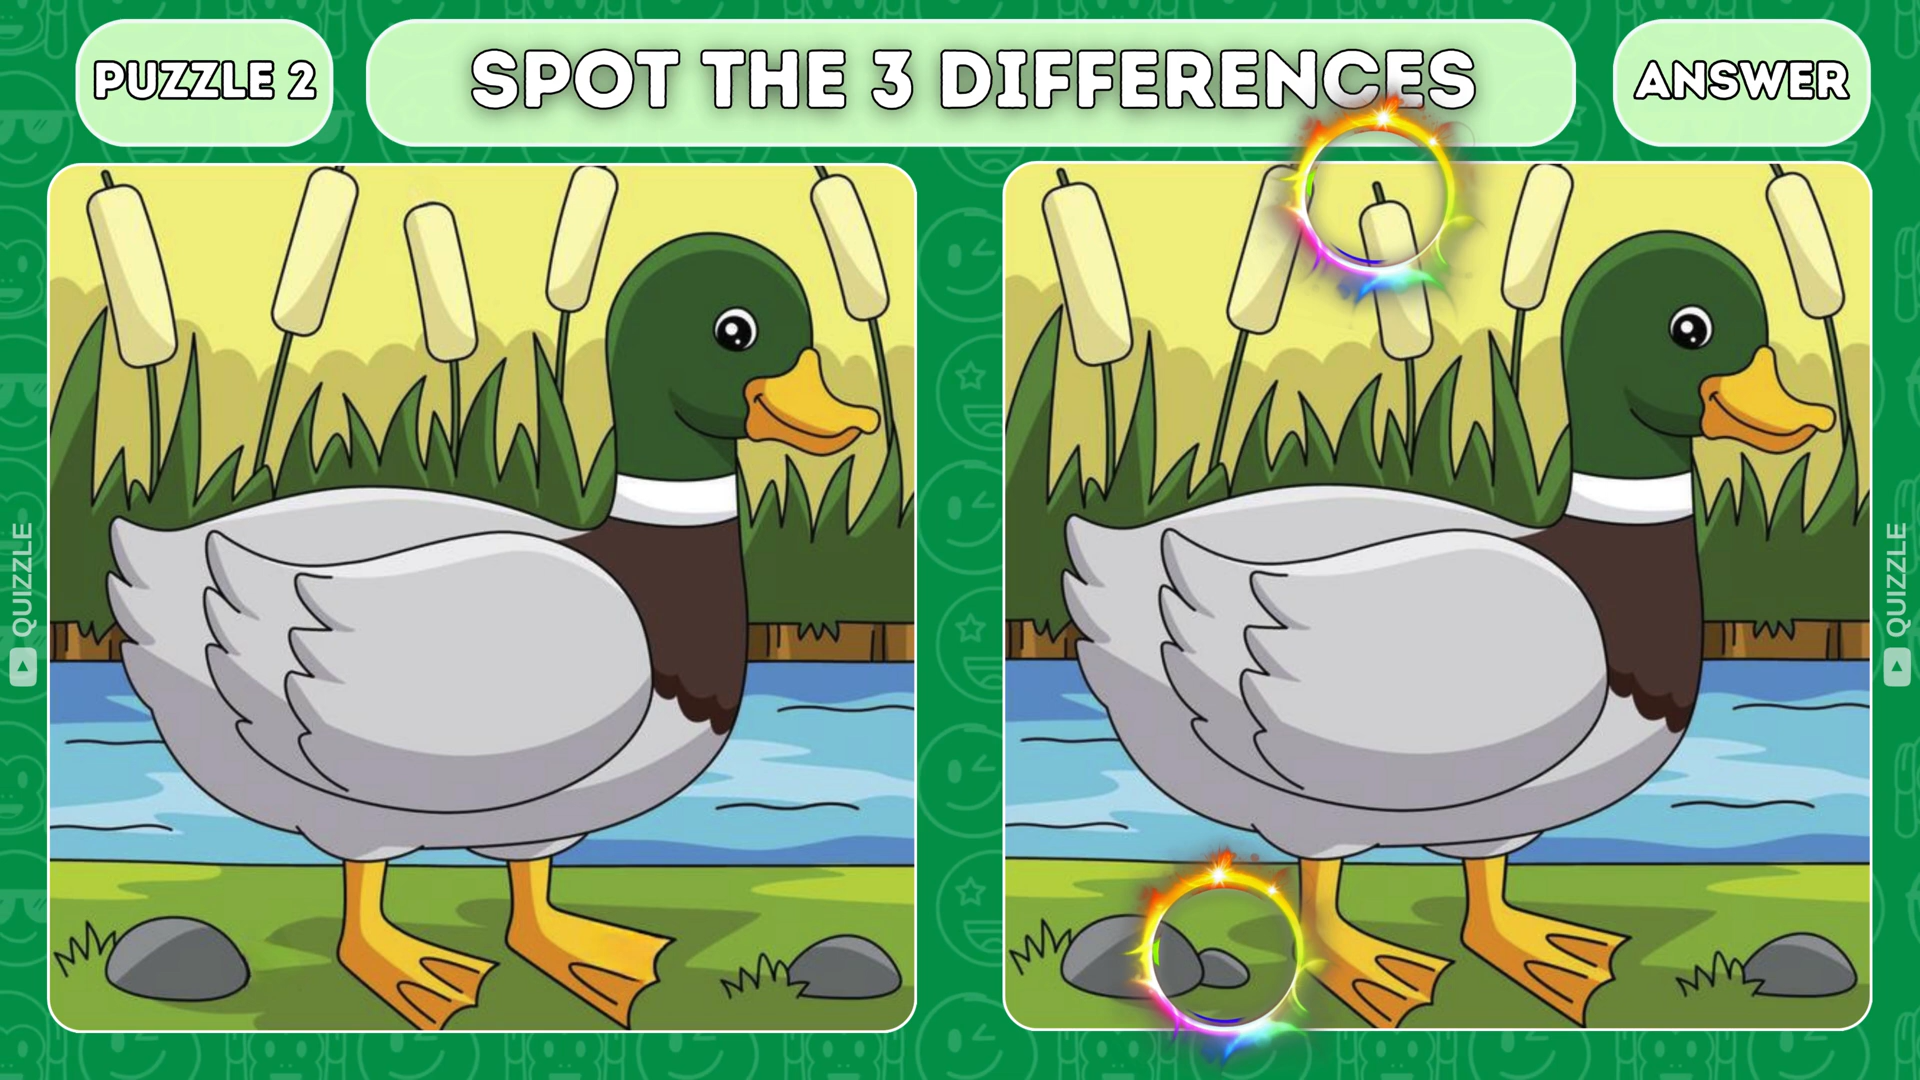 PUZZLE 2
SPOT THE 3 DIFFERENCES
ANSWER
QUIZZLE
QUIZZLE